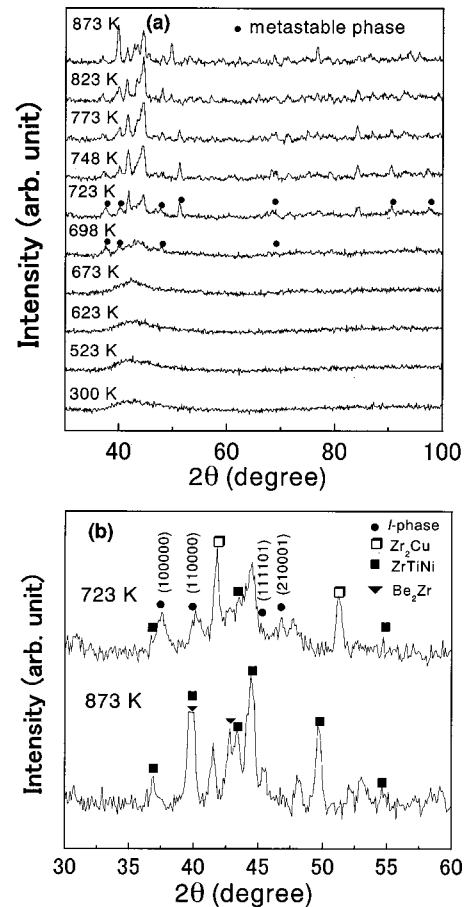 (a)
● metastable phase
873 K
823 K
773 K
748 K
723 K
698 K
673 K
623 K
523 K
300 K
Intensity (arb. unit)
40 60 80 100
2θ (degree)
(b)
● I-phase
❒ Zr₂Cu
■ ZrTiNi
▼ Be₂Zr
(100000)
(110000)
(111101)
(210001)
723 K
873 K
Intensity (arb. unit)
30 35 40 45 50 55 60
2θ (degree)